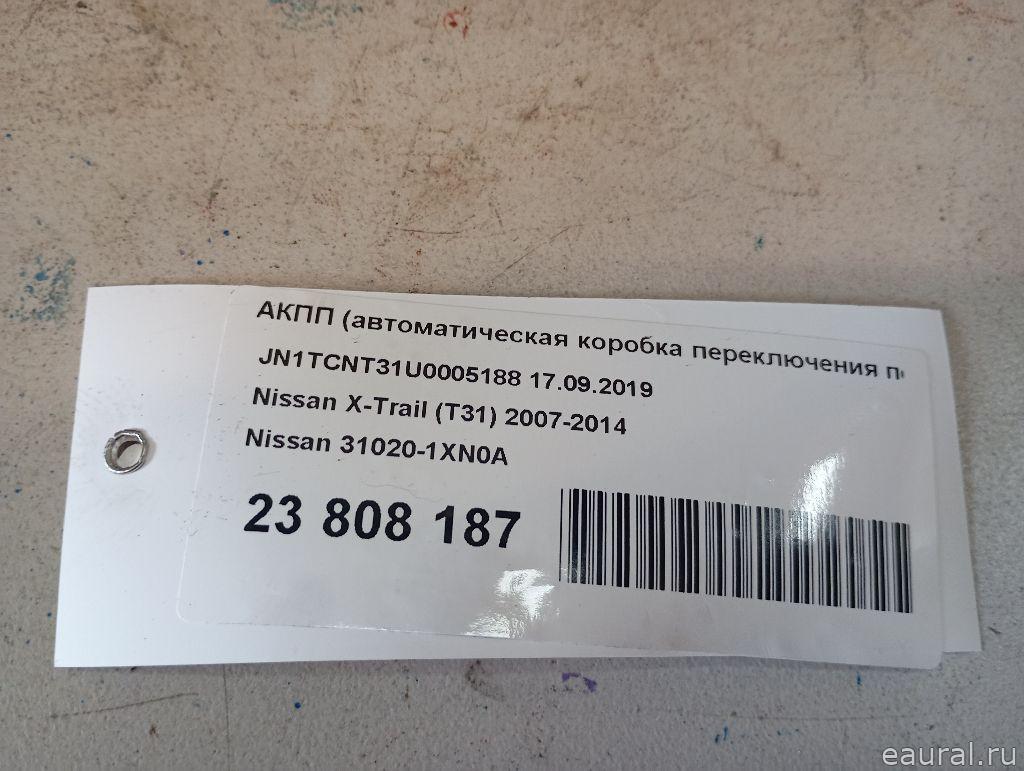 АКПП (автоматическая коробка переключения
JN1TCNT31U0005188 17.09.2019
Nissan X-Trail (T31) 2007-2014
Nissan 31020-1XN0A
23 808 187
eaural.ru